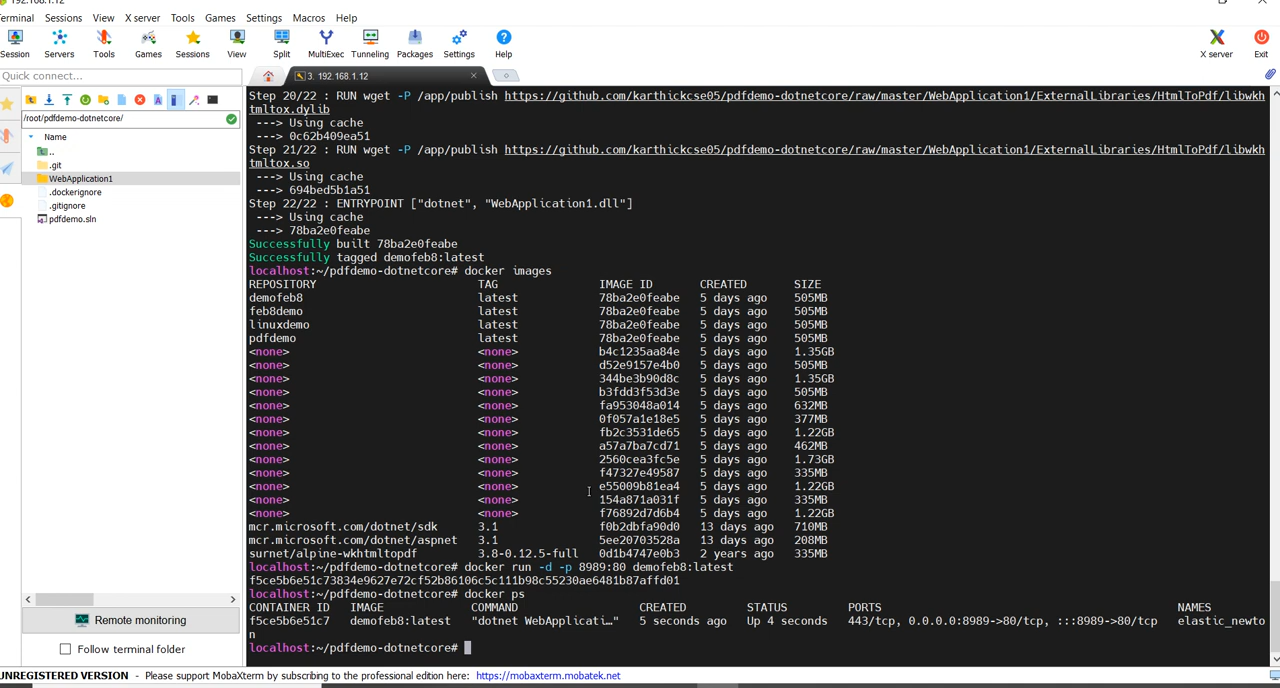 192.168.1.12
Terminal Sessions View X server Tools Games Settings Macros Help
Session Servers Tools Games Sessions View Split MultiExec Tunneling Packages Settings Help X server Exit
Quick connect...
3. 192.168.1.12
/root/pdfdemo-dotnetcore/
Name
..
.git
WebApplication1
.dockerignore
.gitignore
pdfdemo.sln
Remote monitoring
Follow terminal folder
Step 20/22 : RUN wget -P /app/publish https://github.com/karthickcse05/pdfdemo-dotnetcore/raw/master/WebApplication1/ExternalLibraries/HtmlToPdf/libwkh
tmltox.dylib
---> Using cache
---> 0c62b409ea51
Step 21/22 : RUN wget -P /app/publish https://github.com/karthickcse05/pdfdemo-dotnetcore/raw/master/WebApplication1/ExternalLibraries/HtmlToPdf/libwkh
tmltox.so
---> Using cache
---> 694bed5b1a51
Step 22/22 : ENTRYPOINT ["dotnet", "WebApplication1.dll"]
---> Using cache
---> 78ba2e0feabe
Successfully built 78ba2e0feabe
Successfully tagged demofeb8:latest
localhost:~/pdfdemo-dotnetcore# docker images
REPOSITORY TAG IMAGE ID CREATED SIZE
demofeb8 latest 78ba2e0feabe 5 days ago 505MB
feb8demo latest 78ba2e0feabe 5 days ago 505MB
linuxdemo latest 78ba2e0feabe 5 days ago 505MB
pdfdemo latest 78ba2e0feabe 5 days ago 505MB
<none> <none> b4c1235aa84e 5 days ago 1.35GB
<none> <none> d52e9157e4b0 5 days ago 505MB
<none> <none> 344be3b90d8c 5 days ago 1.35GB
<none> <none> b3fdd3f53d3e 5 days ago 505MB
<none> <none> fa953048a014 5 days ago 632MB
<none> <none> 0f057a1e18e5 5 days ago 377MB
<none> <none> fb2c3531de65 5 days ago 1.22GB
<none> <none> a57a7ba7cd71 5 days ago 462MB
<none> <none> 2560cea3fc5e 5 days ago 1.73GB
<none> <none> f47327e49587 5 days ago 335MB
<none> <none> e55009b81ea4 5 days ago 1.22GB
<none> <none> 154a871a031f 5 days ago 335MB
<none> <none> f76892d7d6b4 5 days ago 1.22GB
mcr.microsoft.com/dotnet/sdk 3.1 f0b2dbfa90d0 13 days ago 710MB
mcr.microsoft.com/dotnet/aspnet 3.1 5ee20703528a 13 days ago 208MB
surnet/alpine-wkhtmltopdf 3.8-0.12.5-full 0d1b4747e0b3 2 years ago 335MB
localhost:~/pdfdemo-dotnetcore# docker run -d -p 8989:80 demofeb8:latest
f5ce5b6e51c73834e9627e72cf52b86106c5c111b98c55230ae6481b87affd01
localhost:~/pdfdemo-dotnetcore# docker ps
CONTAINER ID IMAGE COMMAND CREATED STATUS PORTS NAMES
f5ce5b6e51c7 demofeb8:latest "dotnet WebApplicati…" 5 seconds ago Up 4 seconds 443/tcp, 0.0.0.0:8989->80/tcp, :::8989->80/tcp elastic_newto
n
localhost:~/pdfdemo-dotnetcore#
UNREGISTERED VERSION - Please support MobaXterm by subscribing to the professional edition here: https://mobaxterm.mobatek.net